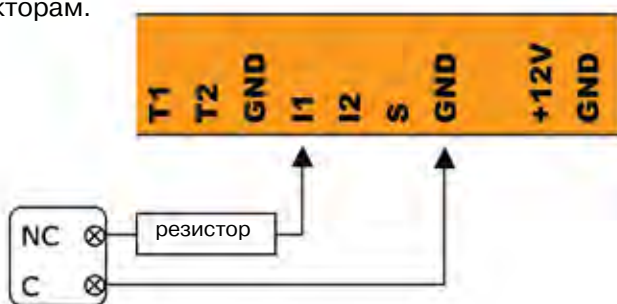 кторам.
T1 T2 GND I1 I2 S GND +12V GND
NC резистор
C